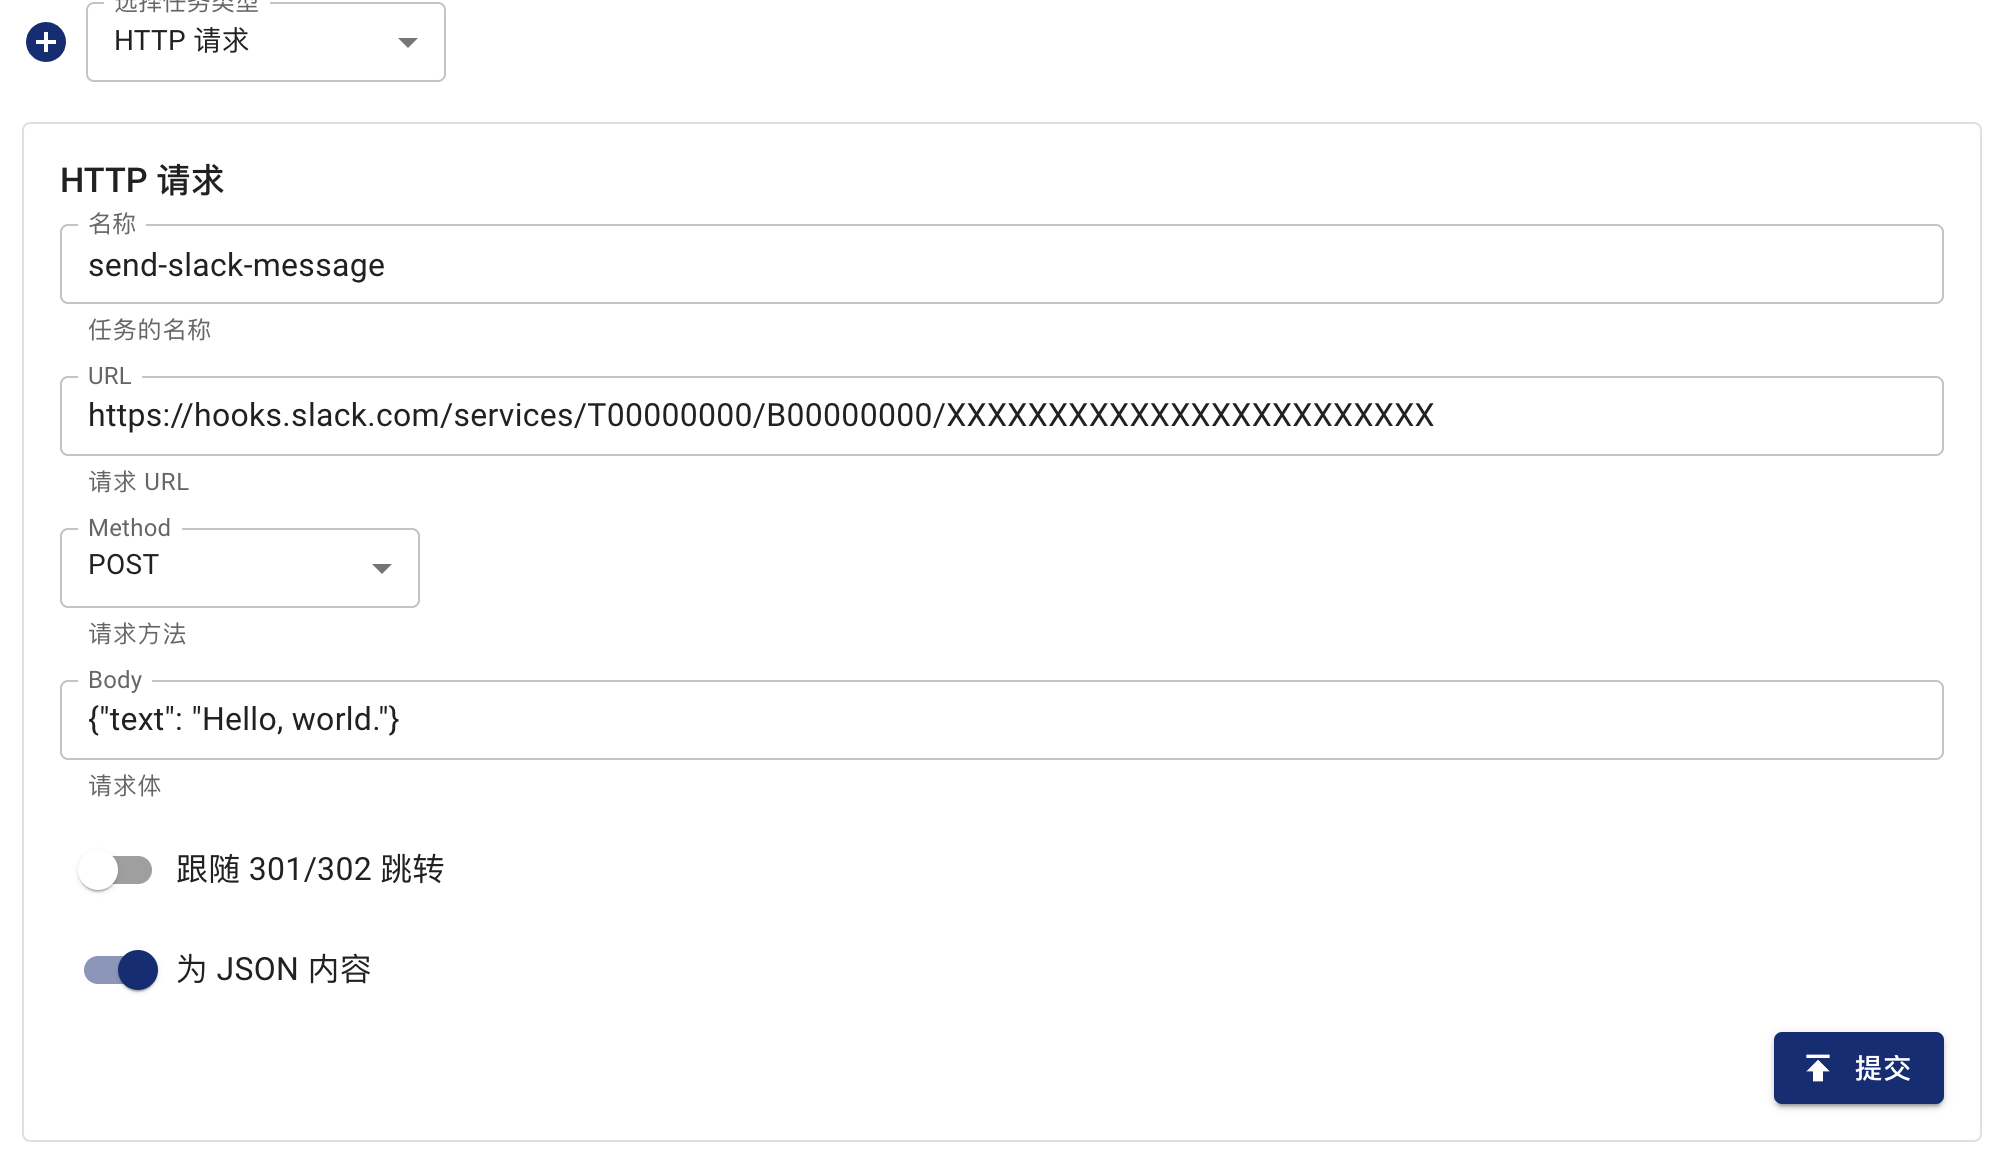 选择任务类型
HTTP 请求
HTTP 请求
名称
send-slack-message
任务的名称
URL
https://hooks.slack.com/services/T00000000/B00000000/XXXXXXXXXXXXXXXXXXXXXXXX
请求 URL
Method
POST
请求方法
Body
{"text": "Hello, world."}
请求体
跟随 301/302 跳转
为 JSON 内容
提交